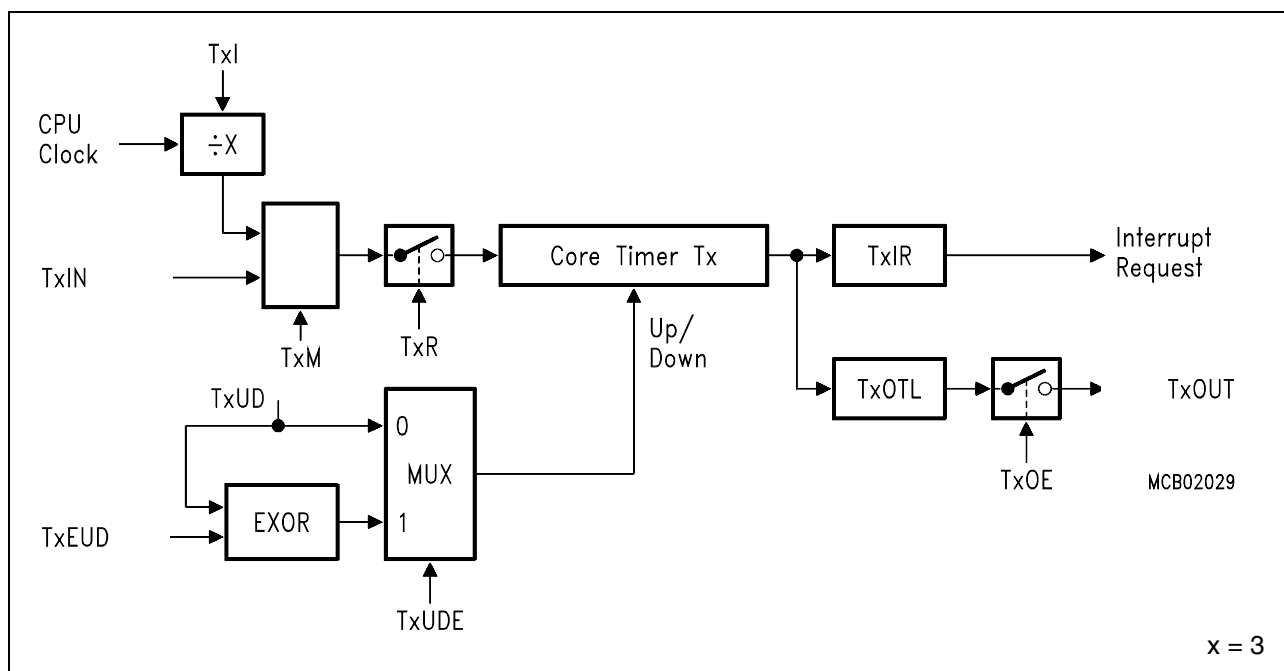 TxI
CPU
Clock
÷X
TxIN
TxM
TxR
Core Timer Tx
TxIR
Interrupt
Request
Up/
Down
TxUD
0
MUX
1
TxOTL
TxOUT
TxOE
MCB02029
EXOR
TxEUD
TxUDE
x = 3